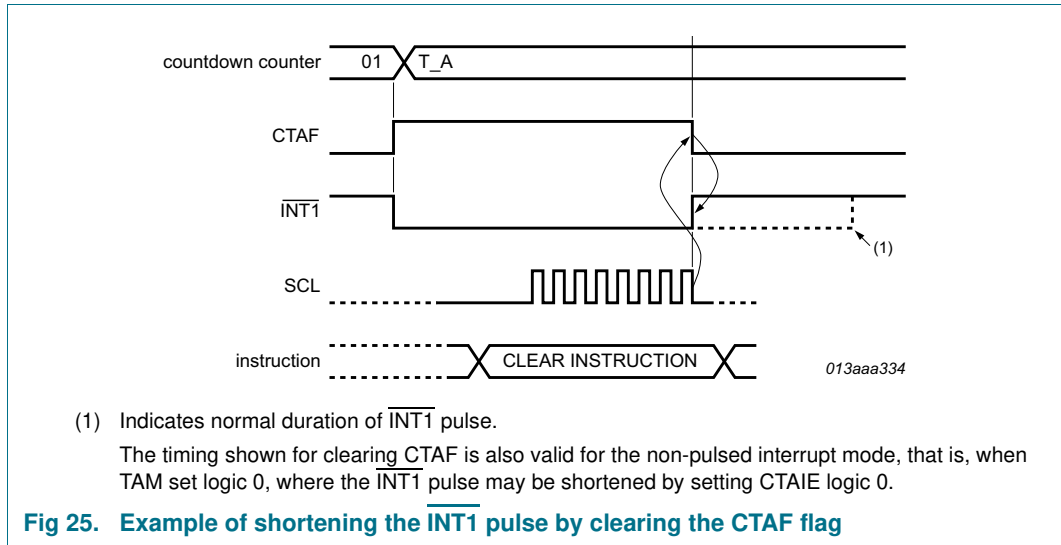 countdown counter 01 T_A
CTAF
INT1
(1)
SCL
instruction CLEAR INSTRUCTION
013aaa334
(1) Indicates normal duration of INT1 pulse.
The timing shown for clearing CTAF is also valid for the non-pulsed interrupt mode, that is, when
TAM set logic 0, where the INT1 pulse may be shortened by setting CTAIE logic 0.
Fig 25. Example of shortening the INT1 pulse by clearing the CTAF flag